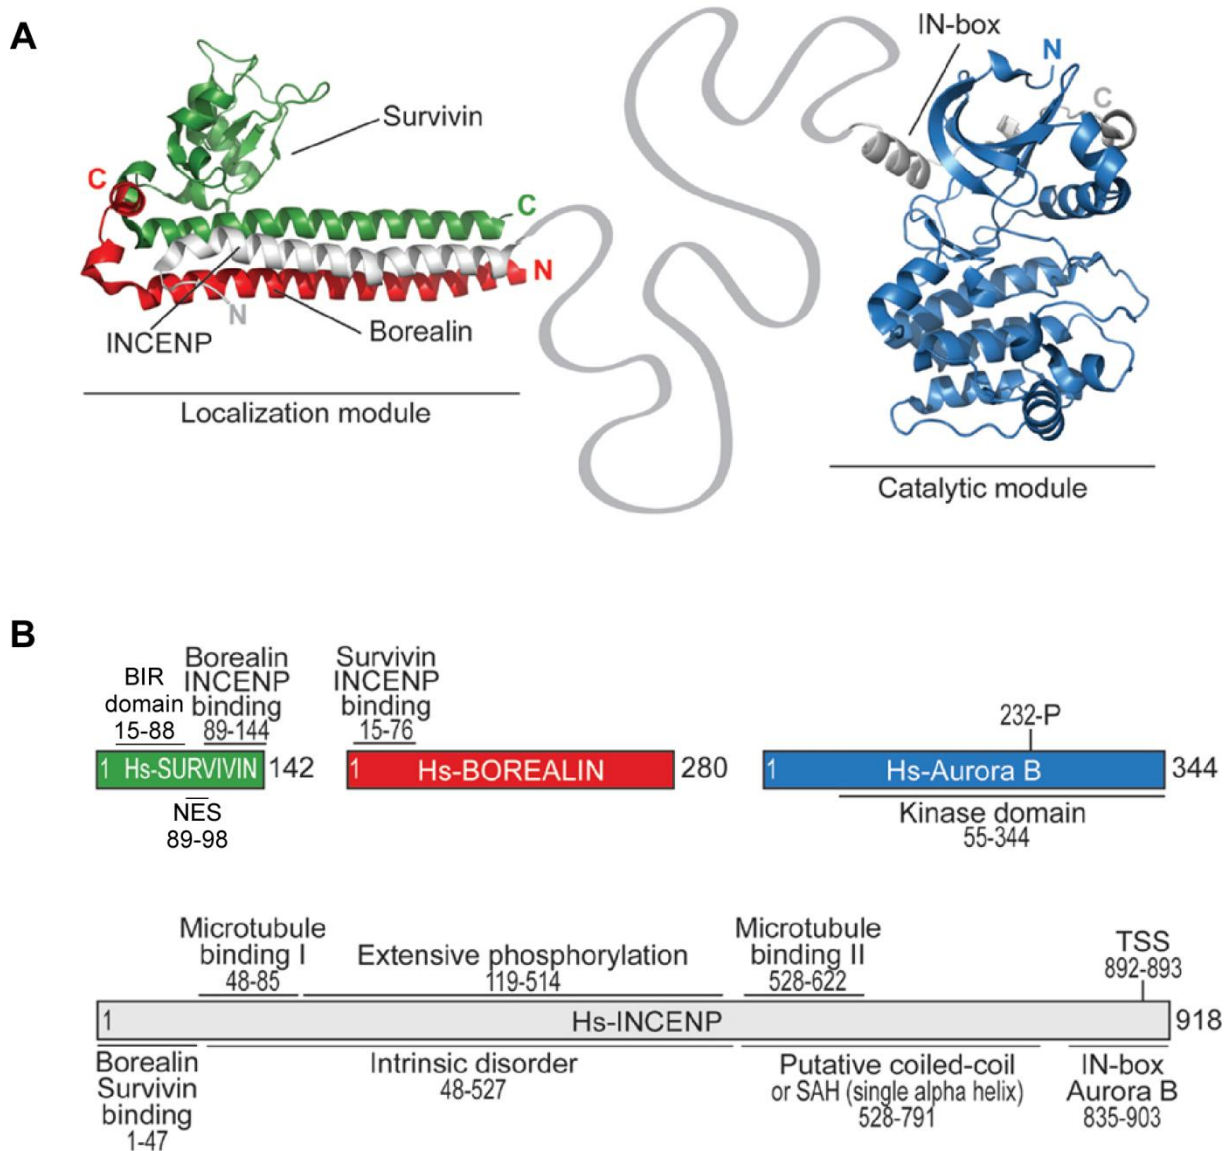 A
Survivin
C
C
N
N
INCENP
Borealin
Localization module
IN-box
N
C
Catalytic module
B
BIR
domain
15-88
Borealin
INCENP
binding
89-144
1 Hs-SURVIVIN 142
NES
89-98
Survivin
INCENP
binding
15-76
1 Hs-BOREALIN 280
232-P
1 Hs-Aurora B 344
Kinase domain
55-344
Microtubule
binding I
48-85
Extensive phosphorylation
119-514
Microtubule
binding II
528-622
TSS
892-893
1 Hs-INCENP 918
Borealin
Survivin
binding
1-47
Intrinsic disorder
48-527
Putative coiled-coil
or SAH (single alpha helix)
528-791
IN-box
Aurora B
835-903